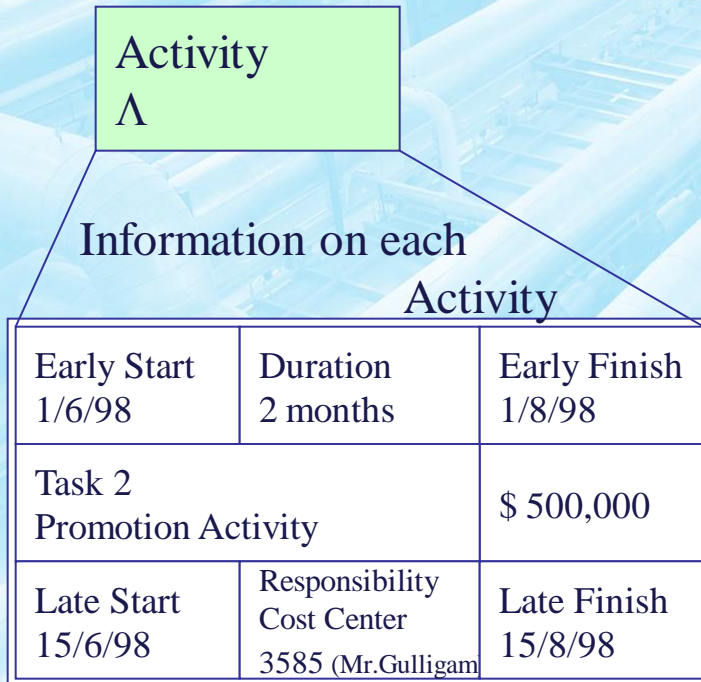 Activity
Λ
Information on each
Activity
Early Start
1/6/98
Duration
2 months
Early Finish
1/8/98
Task 2
Promotion Activity
$ 500,000
Late Start
15/6/98
Responsibility
Cost Center
3585 (Mr.Gulligam
Late Finish
15/8/98